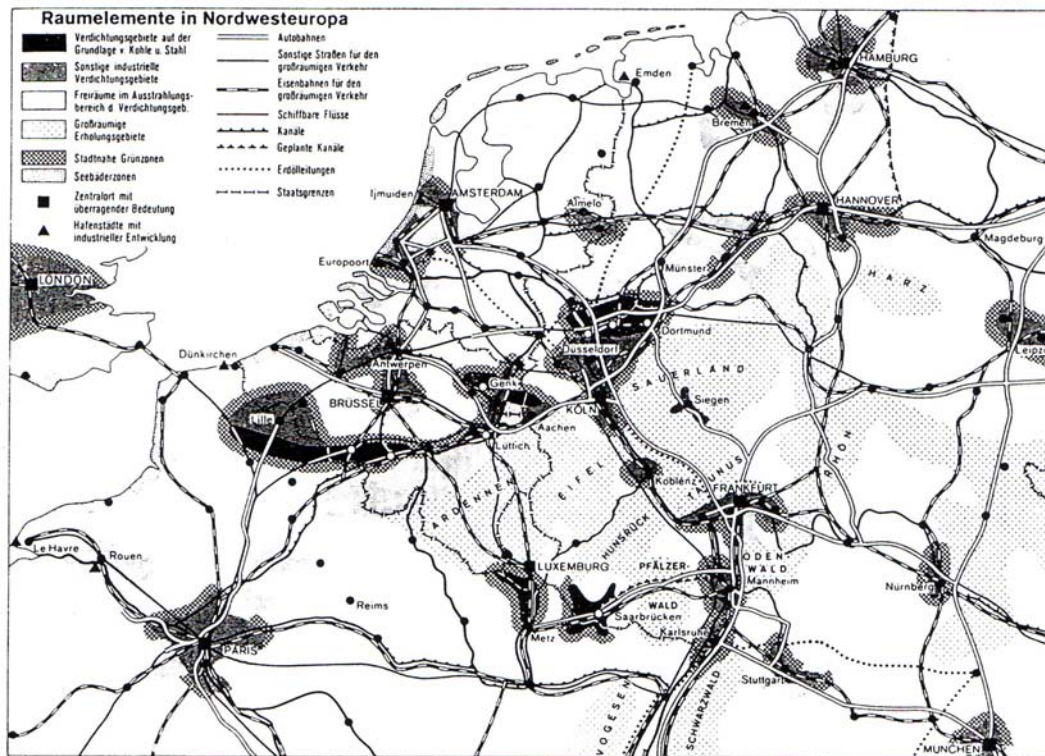 Raumelemente in Nordwesteuropa
Verdichtungsgebiete auf der
Grundlage v. Kohle u. Stahl
Sonstige industrielle
Verdichtungsgebiete
Freiräume im Ausstrahlungs-
bereich d. Verdichtungsgeb.
Großräumige
Erholungsgebiete
Stadtnahe Grünzonen
Seebäderzonen
Zentralort mit
überragender Bedeutung
Hafenstädte mit
industrieller Entwicklung
Autobahnen
Sonstige Straßen für den
großräumigen Verkehr
Eisenbahnen für den
großräumigen Verkehr
Schiffbare Flüsse
Kanäle
Geplante Kanäle
Erdölleitungen
Staatsgrenzen
HAMBURG
Emden
Bremen
Ijmuiden
AMSTERDAM
Almelo
HANNOVER
Magdeburg
Europoort
Münster
HARZ
LONDON
Dortmund
Düsseldorf
Leipzi
Dünkirchen
Antwerpen
Genk
SAUERLAND
BRÜSSEL
KÖLN
Siegen
Lille
Aachen
Lüttich
RHÖN
EIFEL
TAUNUS
Koblenz
FRANKFURT
ARDENNEN
HUNSRÜCK
Le Havre
Rouen
LUXEMBURG
PFÄLZER-
WALD
ODEN
WALD
Mannheim
Nürnberg
Reims
Saarbrücken
Metz
Karlsruhe
PARIS
Stuttgart
VOGESEN
SCHWARZWALD
MÜNCHEN